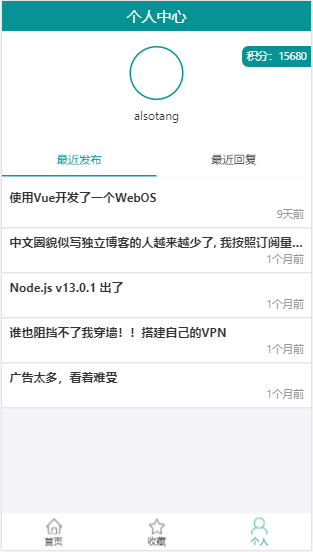 个人中心
积分：15680
alsotang
最近发布 最近回复
使用Vue开发了一个WebOS
9天前
中文圈貌似写独立博客的人越来越少了, 我按照订阅量...
1个月前
Node.js v13.0.1 出了
1个月前
谁也阻挡不了我穿墙！！搭建自己的VPN
1个月前
广告太多，看着难受
1个月前
首页 收藏 个人